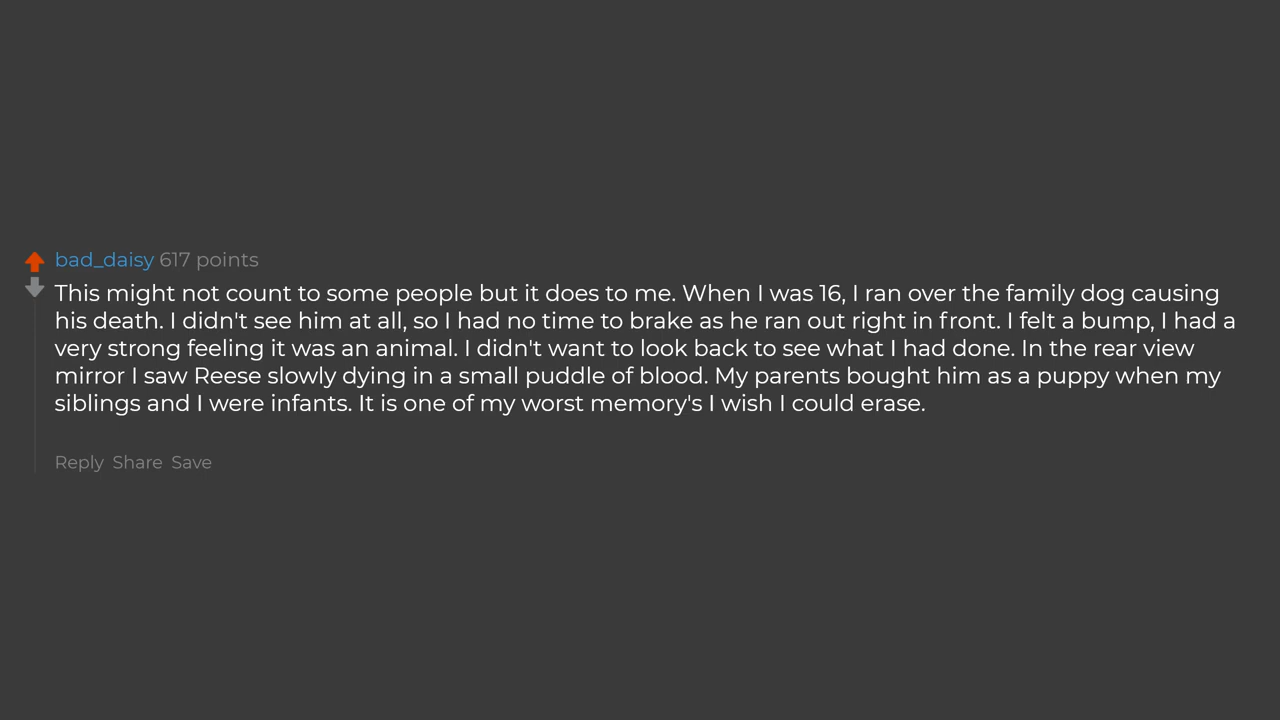 bad_daisy 617 points
This might not count to some people but it does to me. When I was 16, I ran over the family dog causing
his death. I didn't see him at all, so I had no time to brake as he ran out right in front. I felt a bump, I had a
very strong feeling it was an animal. I didn't want to look back to see what I had done. In the rear view
mirror I saw Reese slowly dying in a small puddle of blood. My parents bought him as a puppy when my
siblings and I were infants. It is one of my worst memory's I wish I could erase.
Reply Share Save